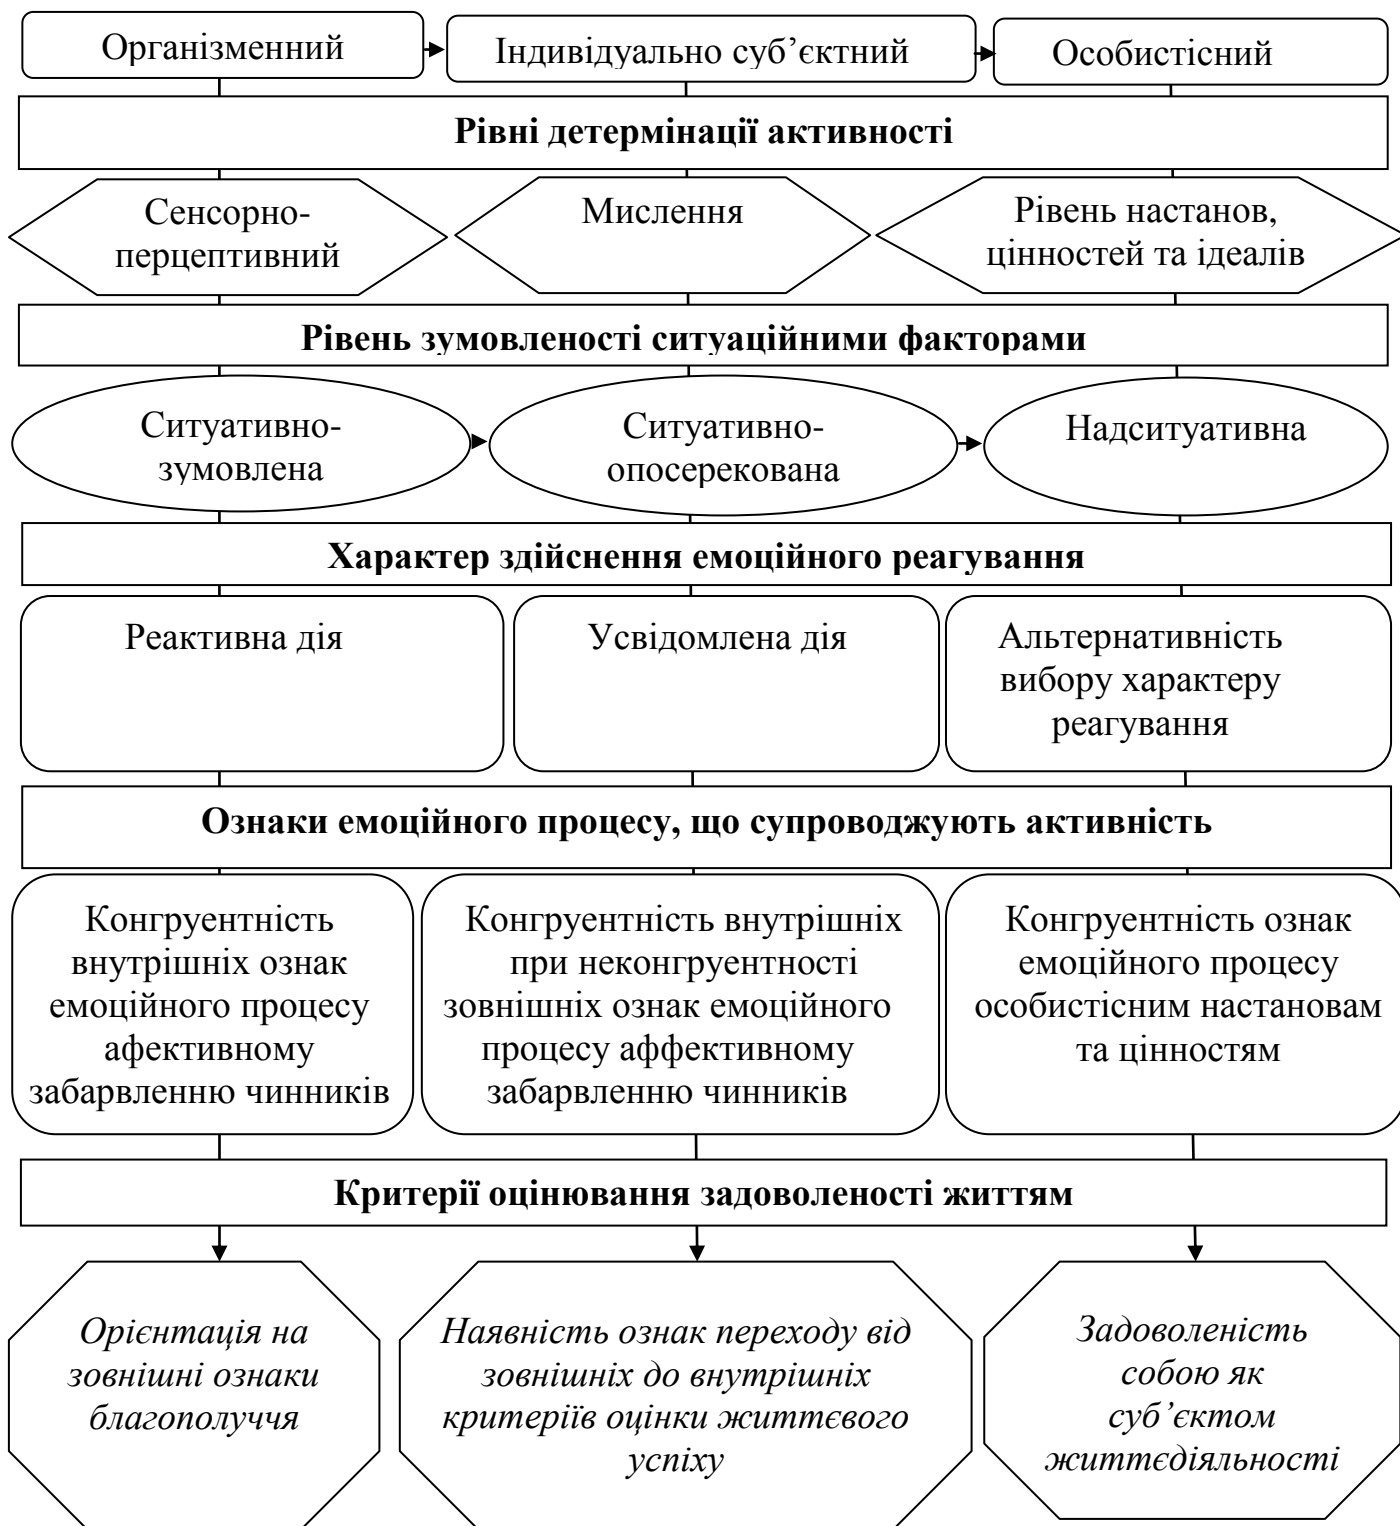 Організменний
Індивідуально суб’єктний
Особистісний
Рівні детермінації активності
Сенсорно-
перцептивний
Мислення
Рівень настанов,
цінностей та ідеалів
Рівень зумовленості ситуаційними факторами
Ситуативно-
зумовлена
Ситуативно-
опосерекована
Надситуативна
Характер здійснення емоційного реагування
Реактивна дія
Усвідомлена дія
Альтернативність
вибору характеру
реагування
Ознаки емоційного процесу, що супроводжують активність
Конгруентність
внутрішніх ознак
емоційного процесу
афективному
забарвленню чинників
Конгруентність внутрішніх
при неконгруентності
зовнішніх ознак емоційного
процесу аффективному
забарвленню чинників
Конгруентність ознак
емоційного процесу
особистісним настановам
та цінностям
Критерії оцінювання задоволеності життям
Орієнтація на
зовнішні ознаки
благополуччя
Наявність ознак переходу від
зовнішніх до внутрішніх
критеріїв оцінки життєвого
успіху
Задоволеність
собою як
суб’єктом
життєдіяльності